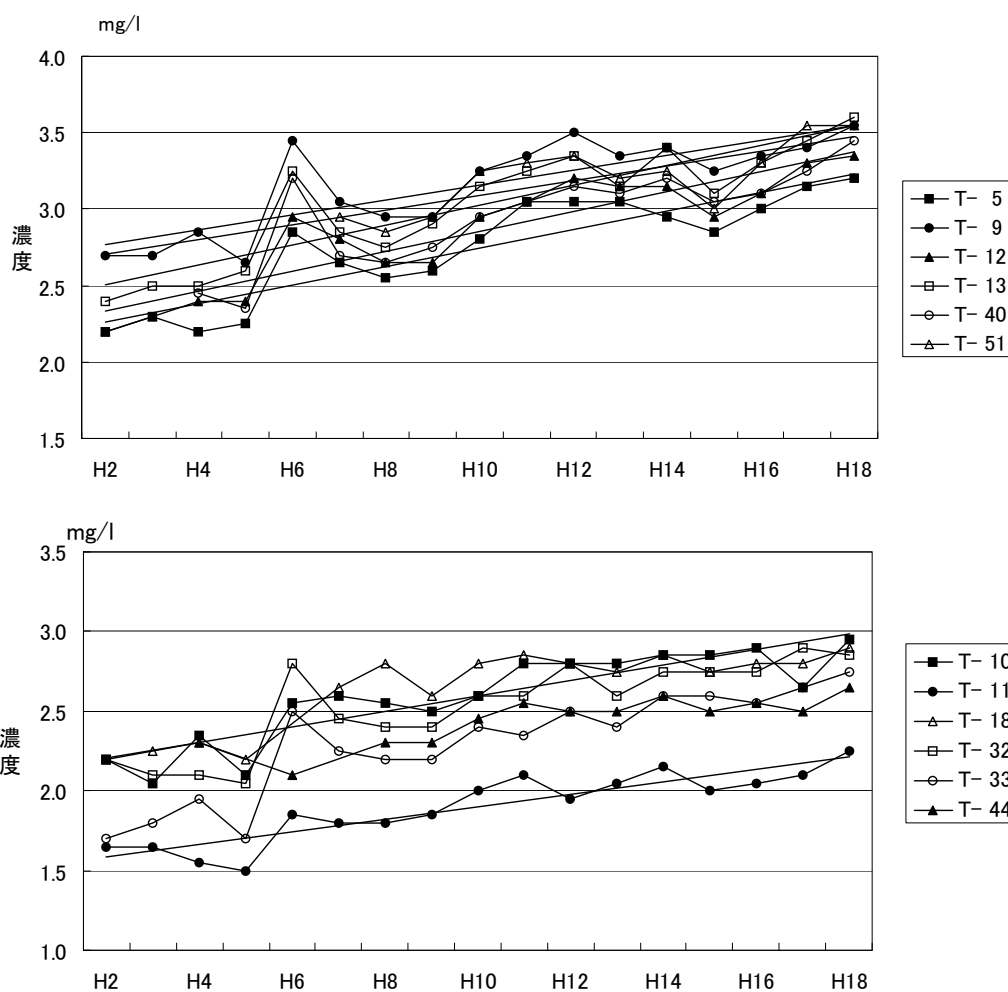 mg/l
4.0
3.5
3.0
2.5
2.0
1.5
濃度
H2 H4 H6 H8 H10 H12 H14 H16 H18
T- 5
T- 9
T- 12
T- 13
T- 40
T- 51
mg/l
3.5
3.0
2.5
2.0
1.5
1.0
濃度
H2 H4 H6 H8 H10 H12 H14 H16 H18
T- 10
T- 11
T- 18
T- 32
T- 33
T- 44